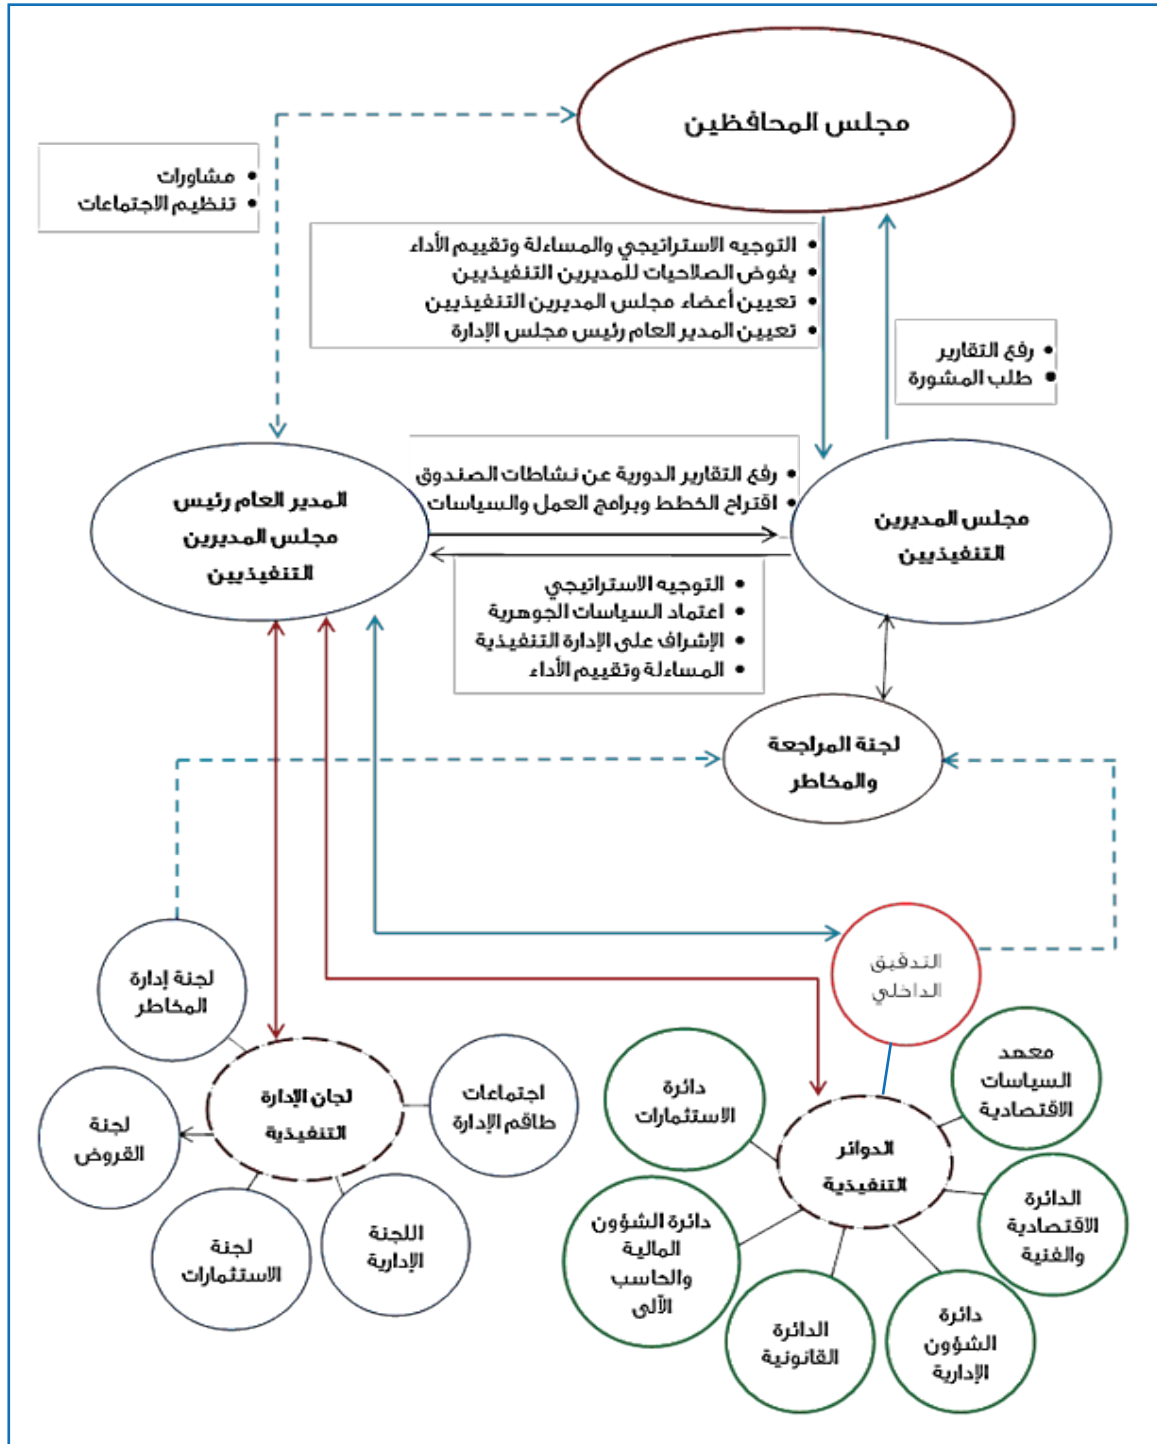 مجلس المحافظين
• مشاورات
• تنظيم الاجتماعات
• التوجيه الاستراتيجي والمساءلة وتقييم الأداء
• يفوض الصلاحيات للمديرين التنفيذيين
• تعيين أعضاء مجلس المديرين التنفيذيين
• تعيين المدير العام رئيس مجلس الإدارة
• رفع التقارير
• طلب المشورة
• رفع التقارير الدورية عن نشاطات الصندوق
• اقتراح الخطط وبرامج العمل والسياسات
مجلس المديرين
التنفيذيين
المدير العام رئيس
مجلس المديرين
التنفيذيين
• التوجيه الاستراتيجي
• اعتماد السياسات الجوهرية
• الإشراف على الإدارة التنفيذية
• المساءلة وتقييم الأداء
لجنة المراجعة
والمخاطر
التدقيق
الداخلي
لجنة إدارة
المخاطر
لجان الإدارة
التنفيذية
اجتماعات
طاقم الإدارة
لجنة
القروض
لجنة
الاستثمارات
اللجنة
الإدارية
معهد
السياسات
الاقتصادية
دائرة
الاستثمارات
الدوائر
التنفيذية
الدائرة
الاقتصادية
والفنية
دائرة الشؤون
المالية
والحاسب
الآلى
الدائرة
القانونية
دائرة
الشؤون
الإدارية